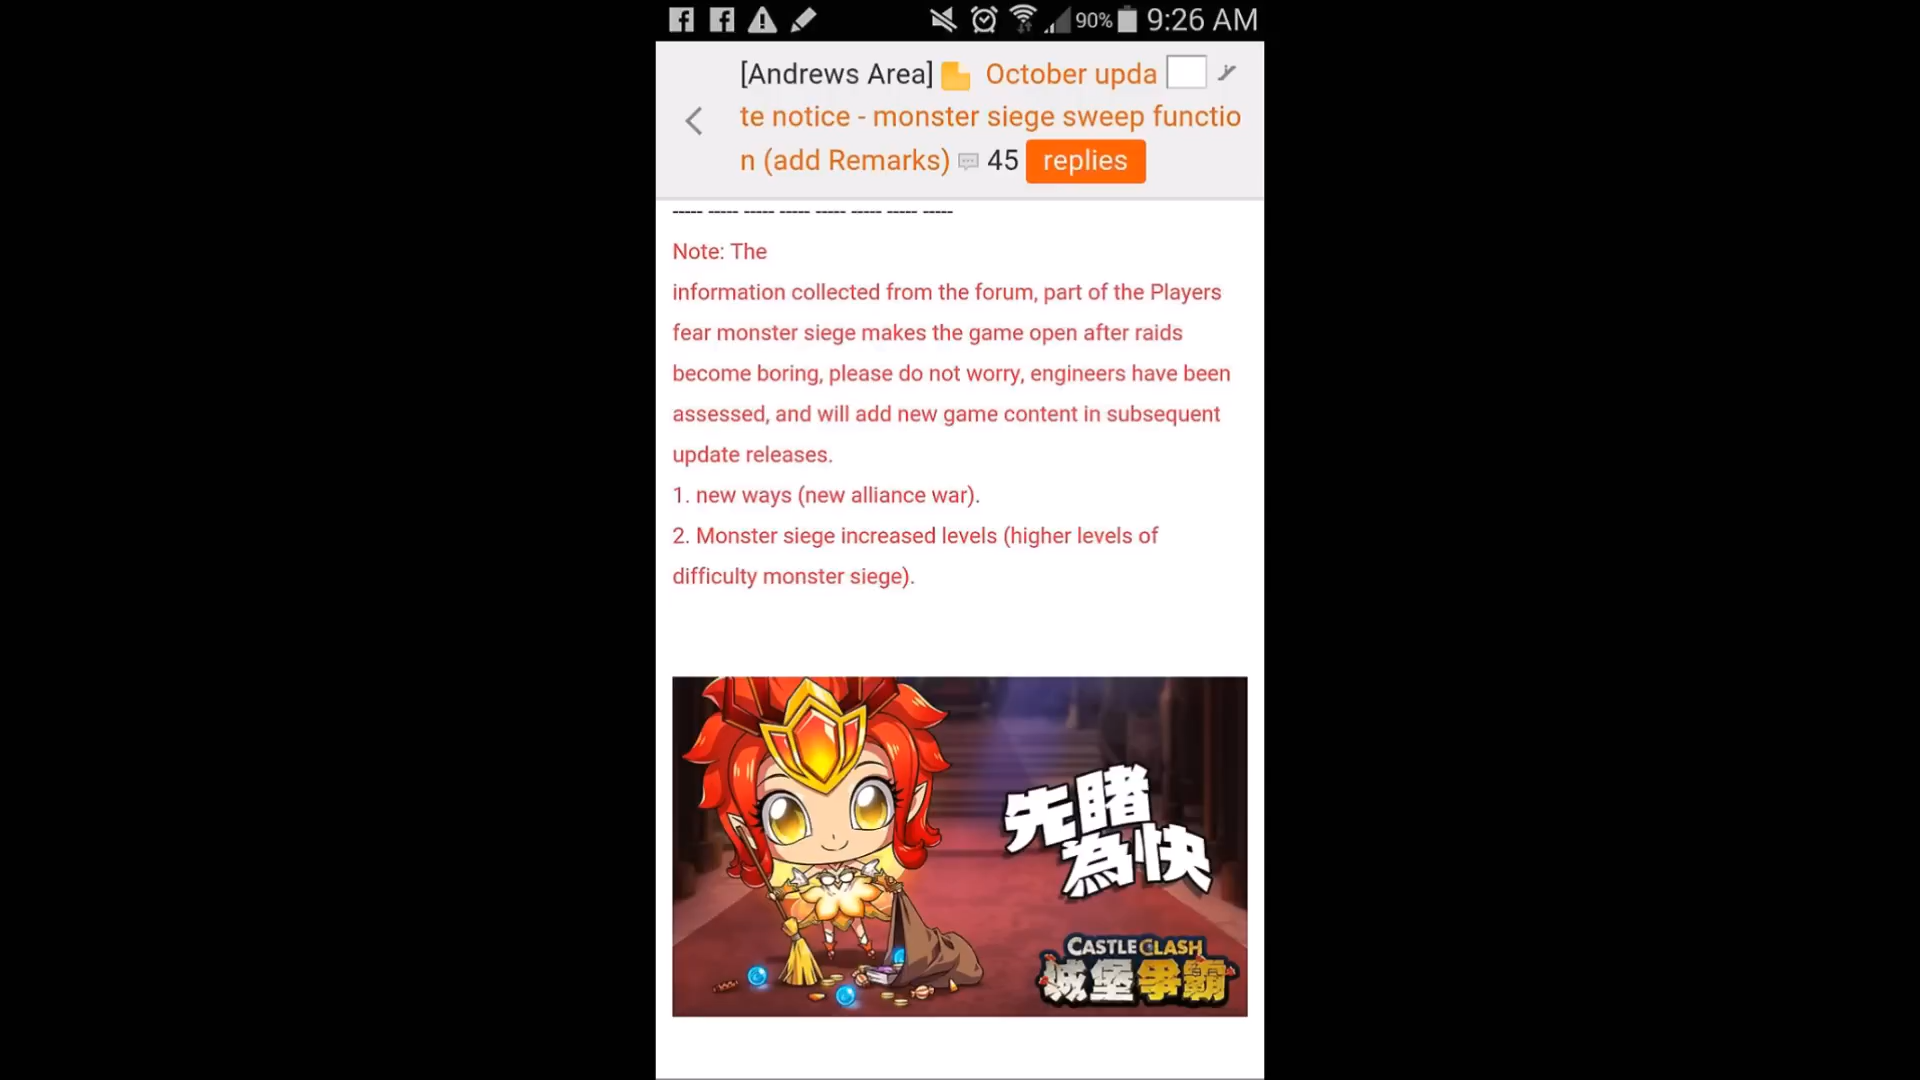 90% 9:26 AM
[Andrews Area] October upda
te notice - monster siege sweep functio
n (add Remarks) 45 replies
----- ----- ----- ----- ----- ----- ----- -----
Note: The
information collected from the forum, part of the Players
fear monster siege makes the game open after raids
become boring, please do not worry, engineers have been
assessed, and will add new game content in subsequent
update releases.
1. new ways (new alliance war).
2. Monster siege increased levels (higher levels of
difficulty monster siege).
先睹
為快
CASTLE CLASH
城堡爭霸